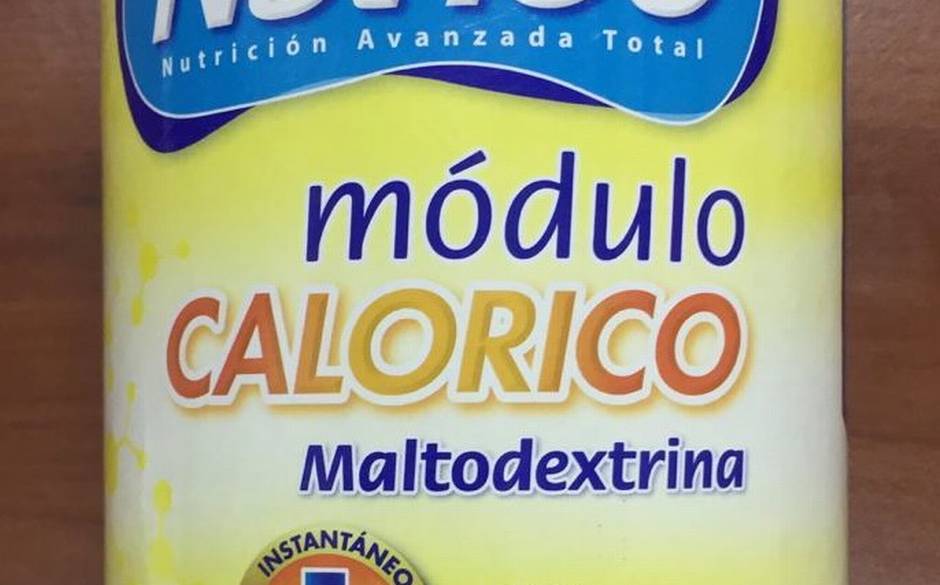 Nutrición Avanzada Total
módulo
CALORICO
Maltodextrina
INSTANTÁNEO